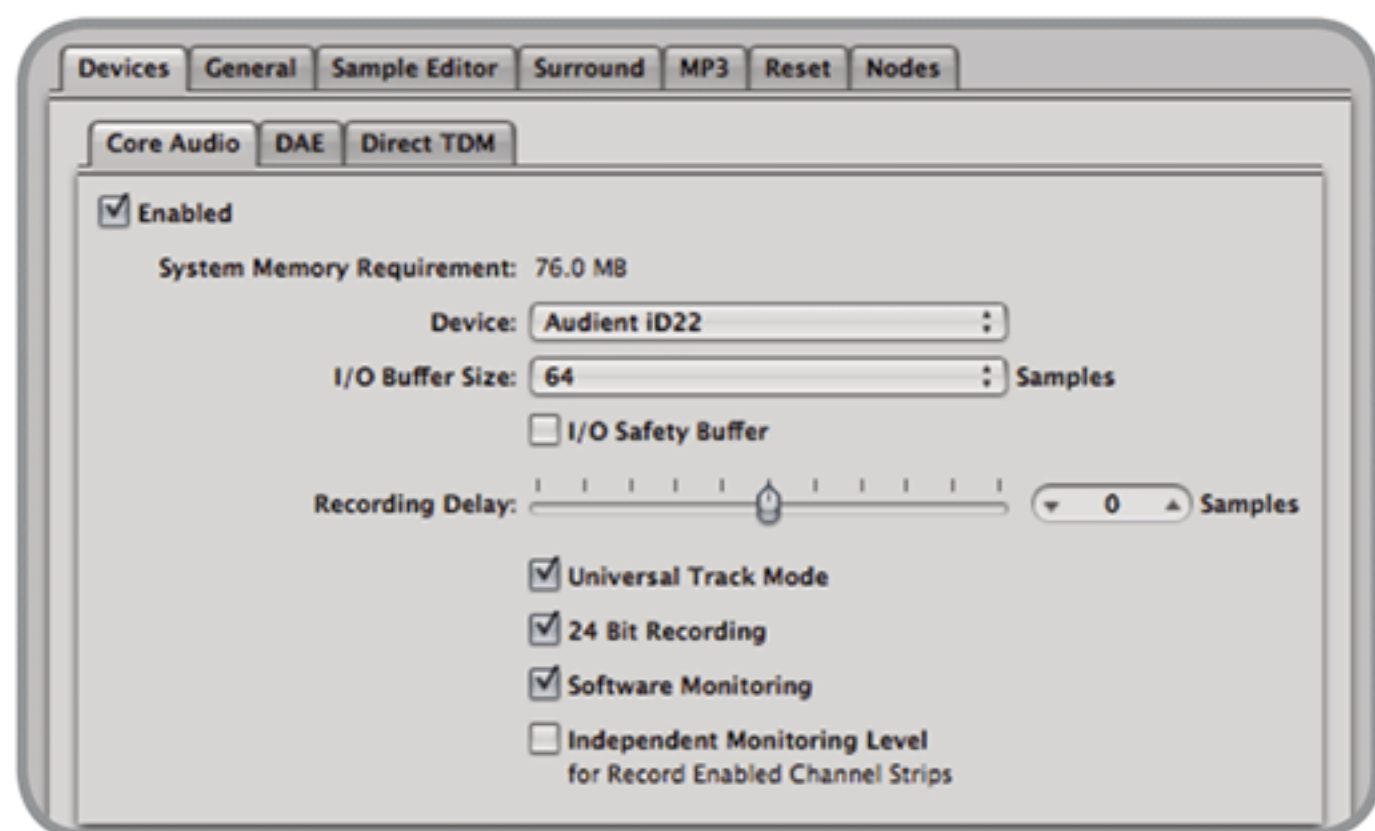 Devices General Sample Editor Surround MP3 Reset Nodes
Core Audio DAE Direct TDM
Enabled
System Memory Requirement: 76.0 MB
Device: Audient iD22
I/O Buffer Size: 64 Samples
I/O Safety Buffer
Recording Delay: 0 Samples
Universal Track Mode
24 Bit Recording
Software Monitoring
Independent Monitoring Level
for Record Enabled Channel Strips